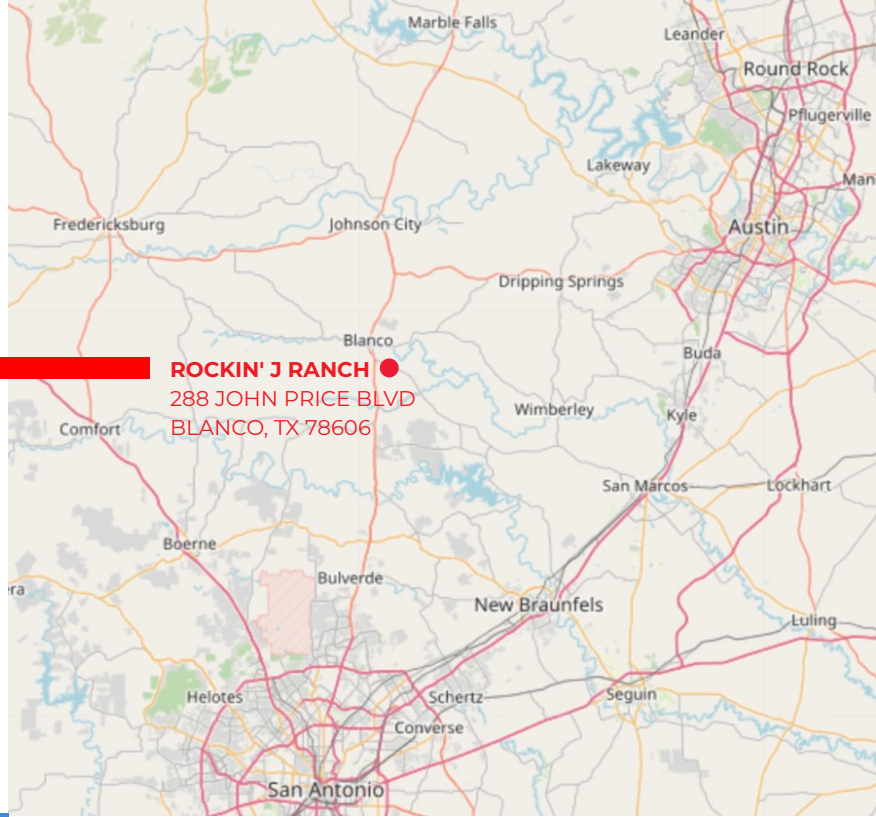 Marble Falls
Leander
Round Rock
Pflugerville
Lakeway
Man
Fredericksburg
Johnson City
Austin
Dripping Springs
Blanco
Buda
ROCKIN' J RANCH
288 JOHN PRICE BLVD
BLANCO, TX 78606
Wimberley
Kyle
Comfort
San Marcos
Lockhart
Boerne
Bulverde
era
New Braunfels
Luling
Helotes
Schertz
Seguin
Converse
San Antonio